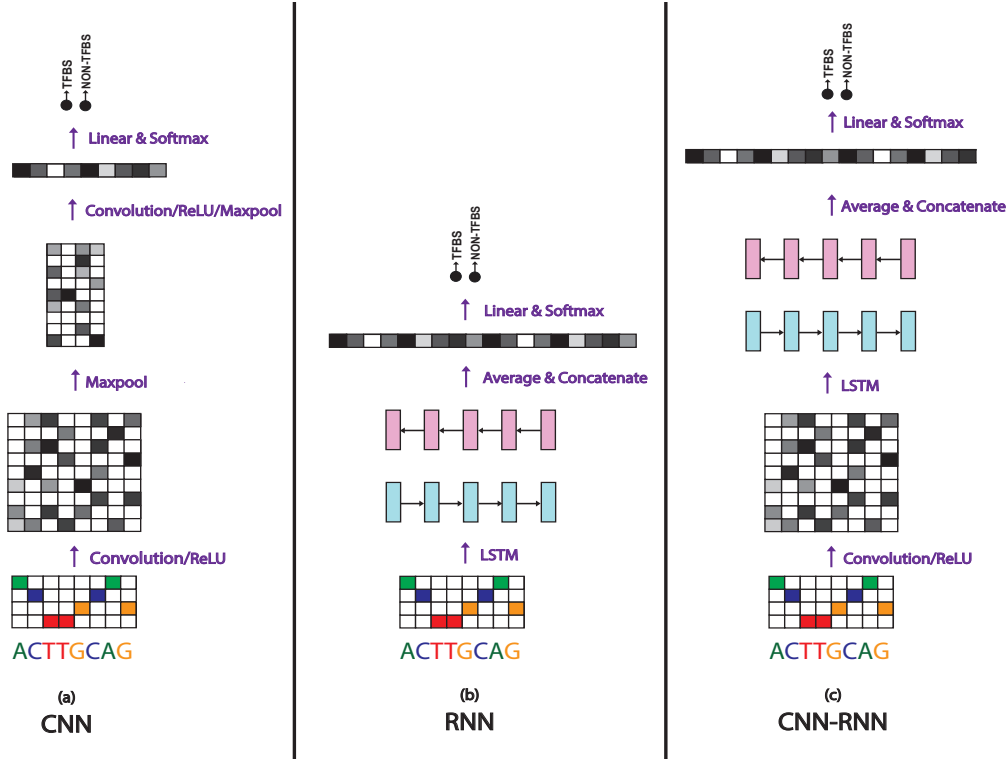 TFBS
NON-TFBS
Linear & Softmax
Convolution/ReLU/Maxpool
Maxpool
Convolution/ReLU
ACTTGCAG
(a)
CNN
TFBS
NON-TFBS
Linear & Softmax
Average & Concatenate
LSTM
ACTTGCAG
(b)
RNN
TFBS
NON-TFBS
Linear & Softmax
Average & Concatenate
LSTM
Convolution/ReLU
ACTTGCAG
(c)
CNN-RNN